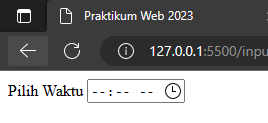 Praktikum Web 2023
127.0.0.1:5500/inpu
Pilih Waktu --:-- --